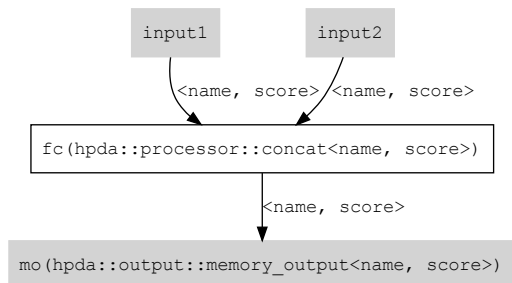 input1 input2
<name, score> <name, score>
fc(hpda::processor::concat<name, score>)
<name, score>
mo(hpda::output::memory_output<name, score>)